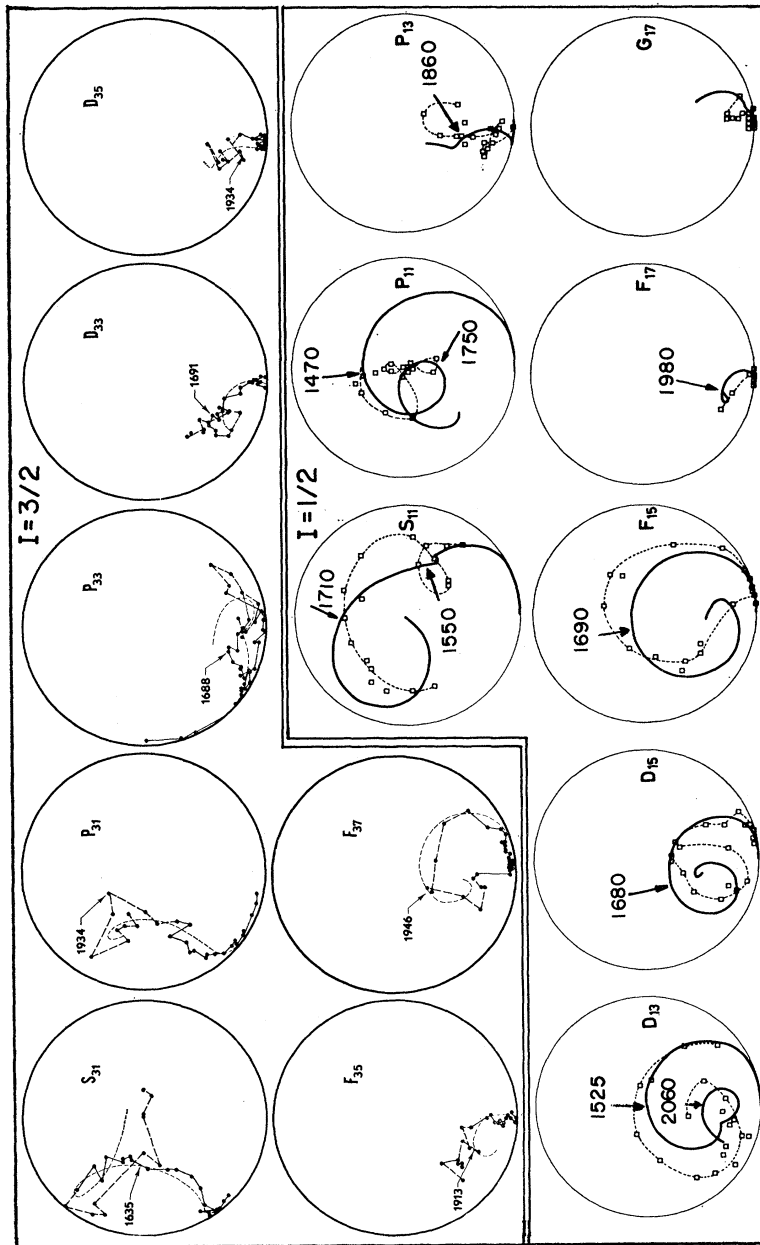 I = 3/2
S₃₁
1635
P₃₁
1934
P₃₃
1688
D₃₃
1691
D₃₅
1934
F₃₅
1913
F₃₇
1946
I = 1/2
S₁₁
1710
1550
P₁₁
1470
1750
P₁₃
1860
D₁₃
1525
2060
D₁₅
1680
F₁₅
1690
F₁₇
1980
G₁₇